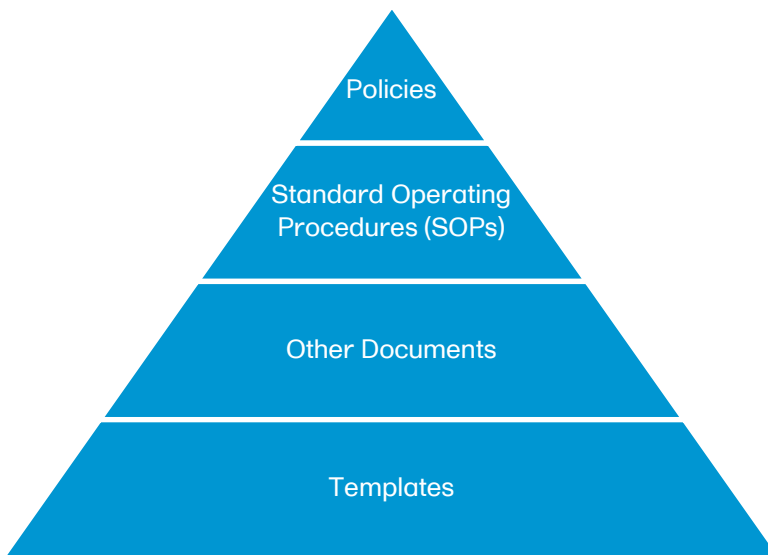 Policies
Standard Operating
Procedures (SOPs)
Other Documents
Templates